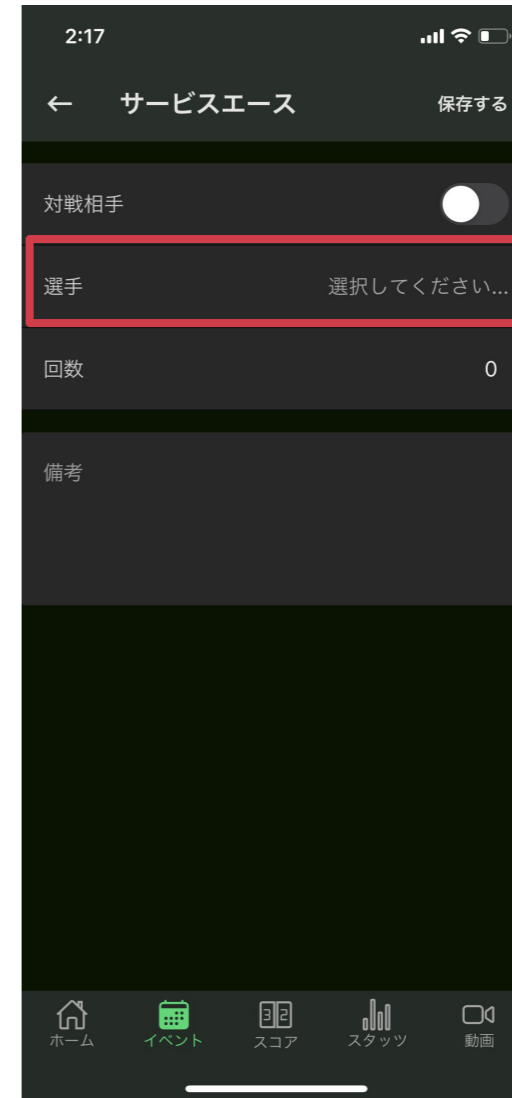 2:17
← サービスエース 保存する
対戦相手
選手 選択してください...
回数 0
備考
ホーム イベント スコア スタッツ 動画